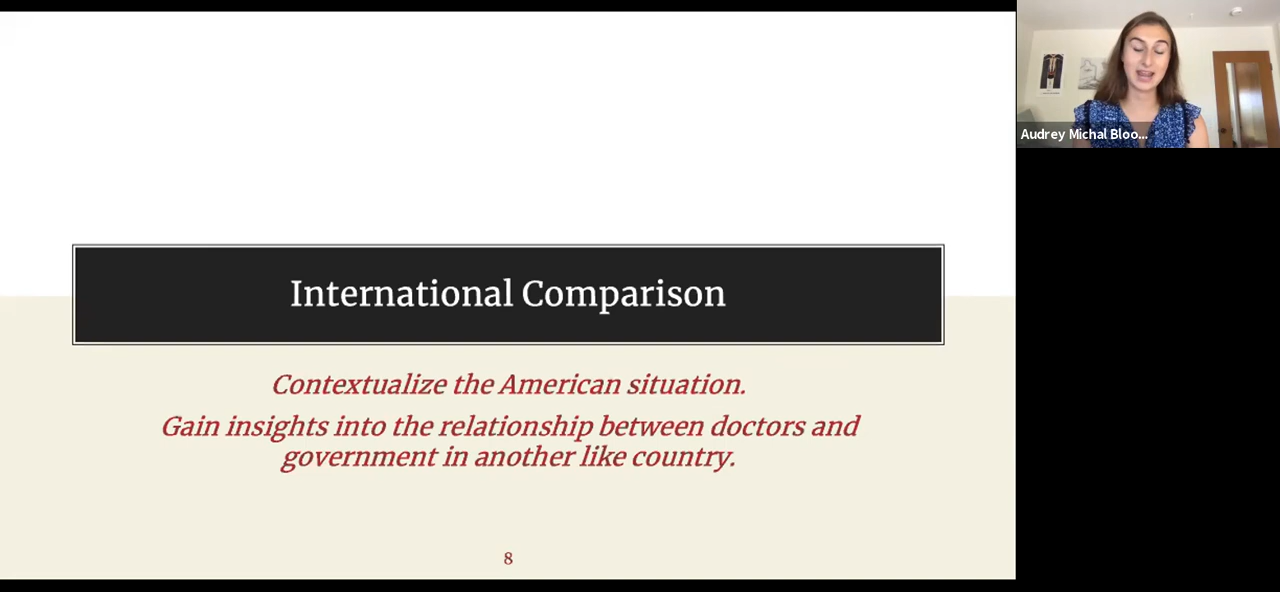 International Comparison
Contextualize the American situation.
Gain insights into the relationship between doctors and
government in another like country.
8
Audrey Michal Bloo...